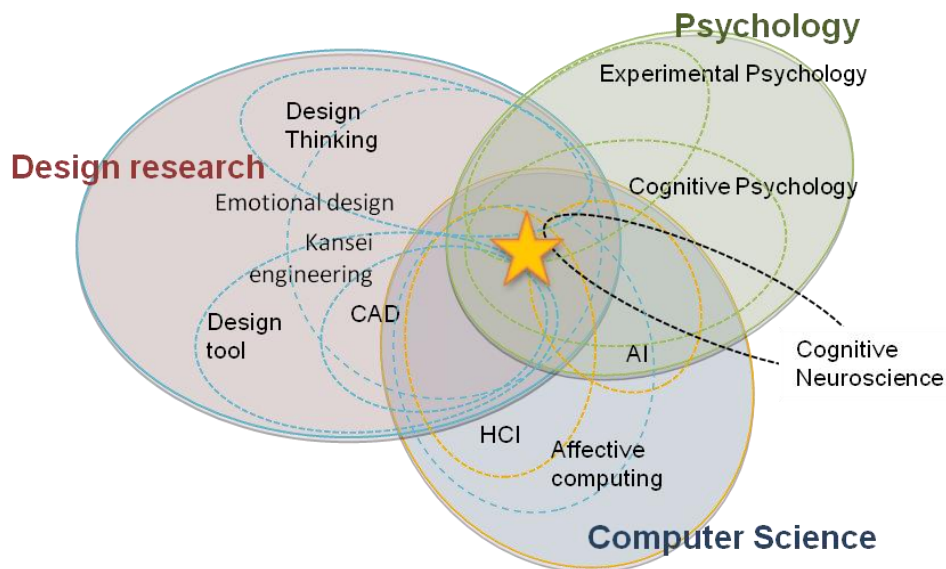 Psychology
Experimental Psychology
Design
Thinking
Design research
Cognitive Psychology
Emotional design
Kansei
engineering
CAD
Design
tool
AI
Cognitive
Neuroscience
HCI
Affective
computing
Computer Science